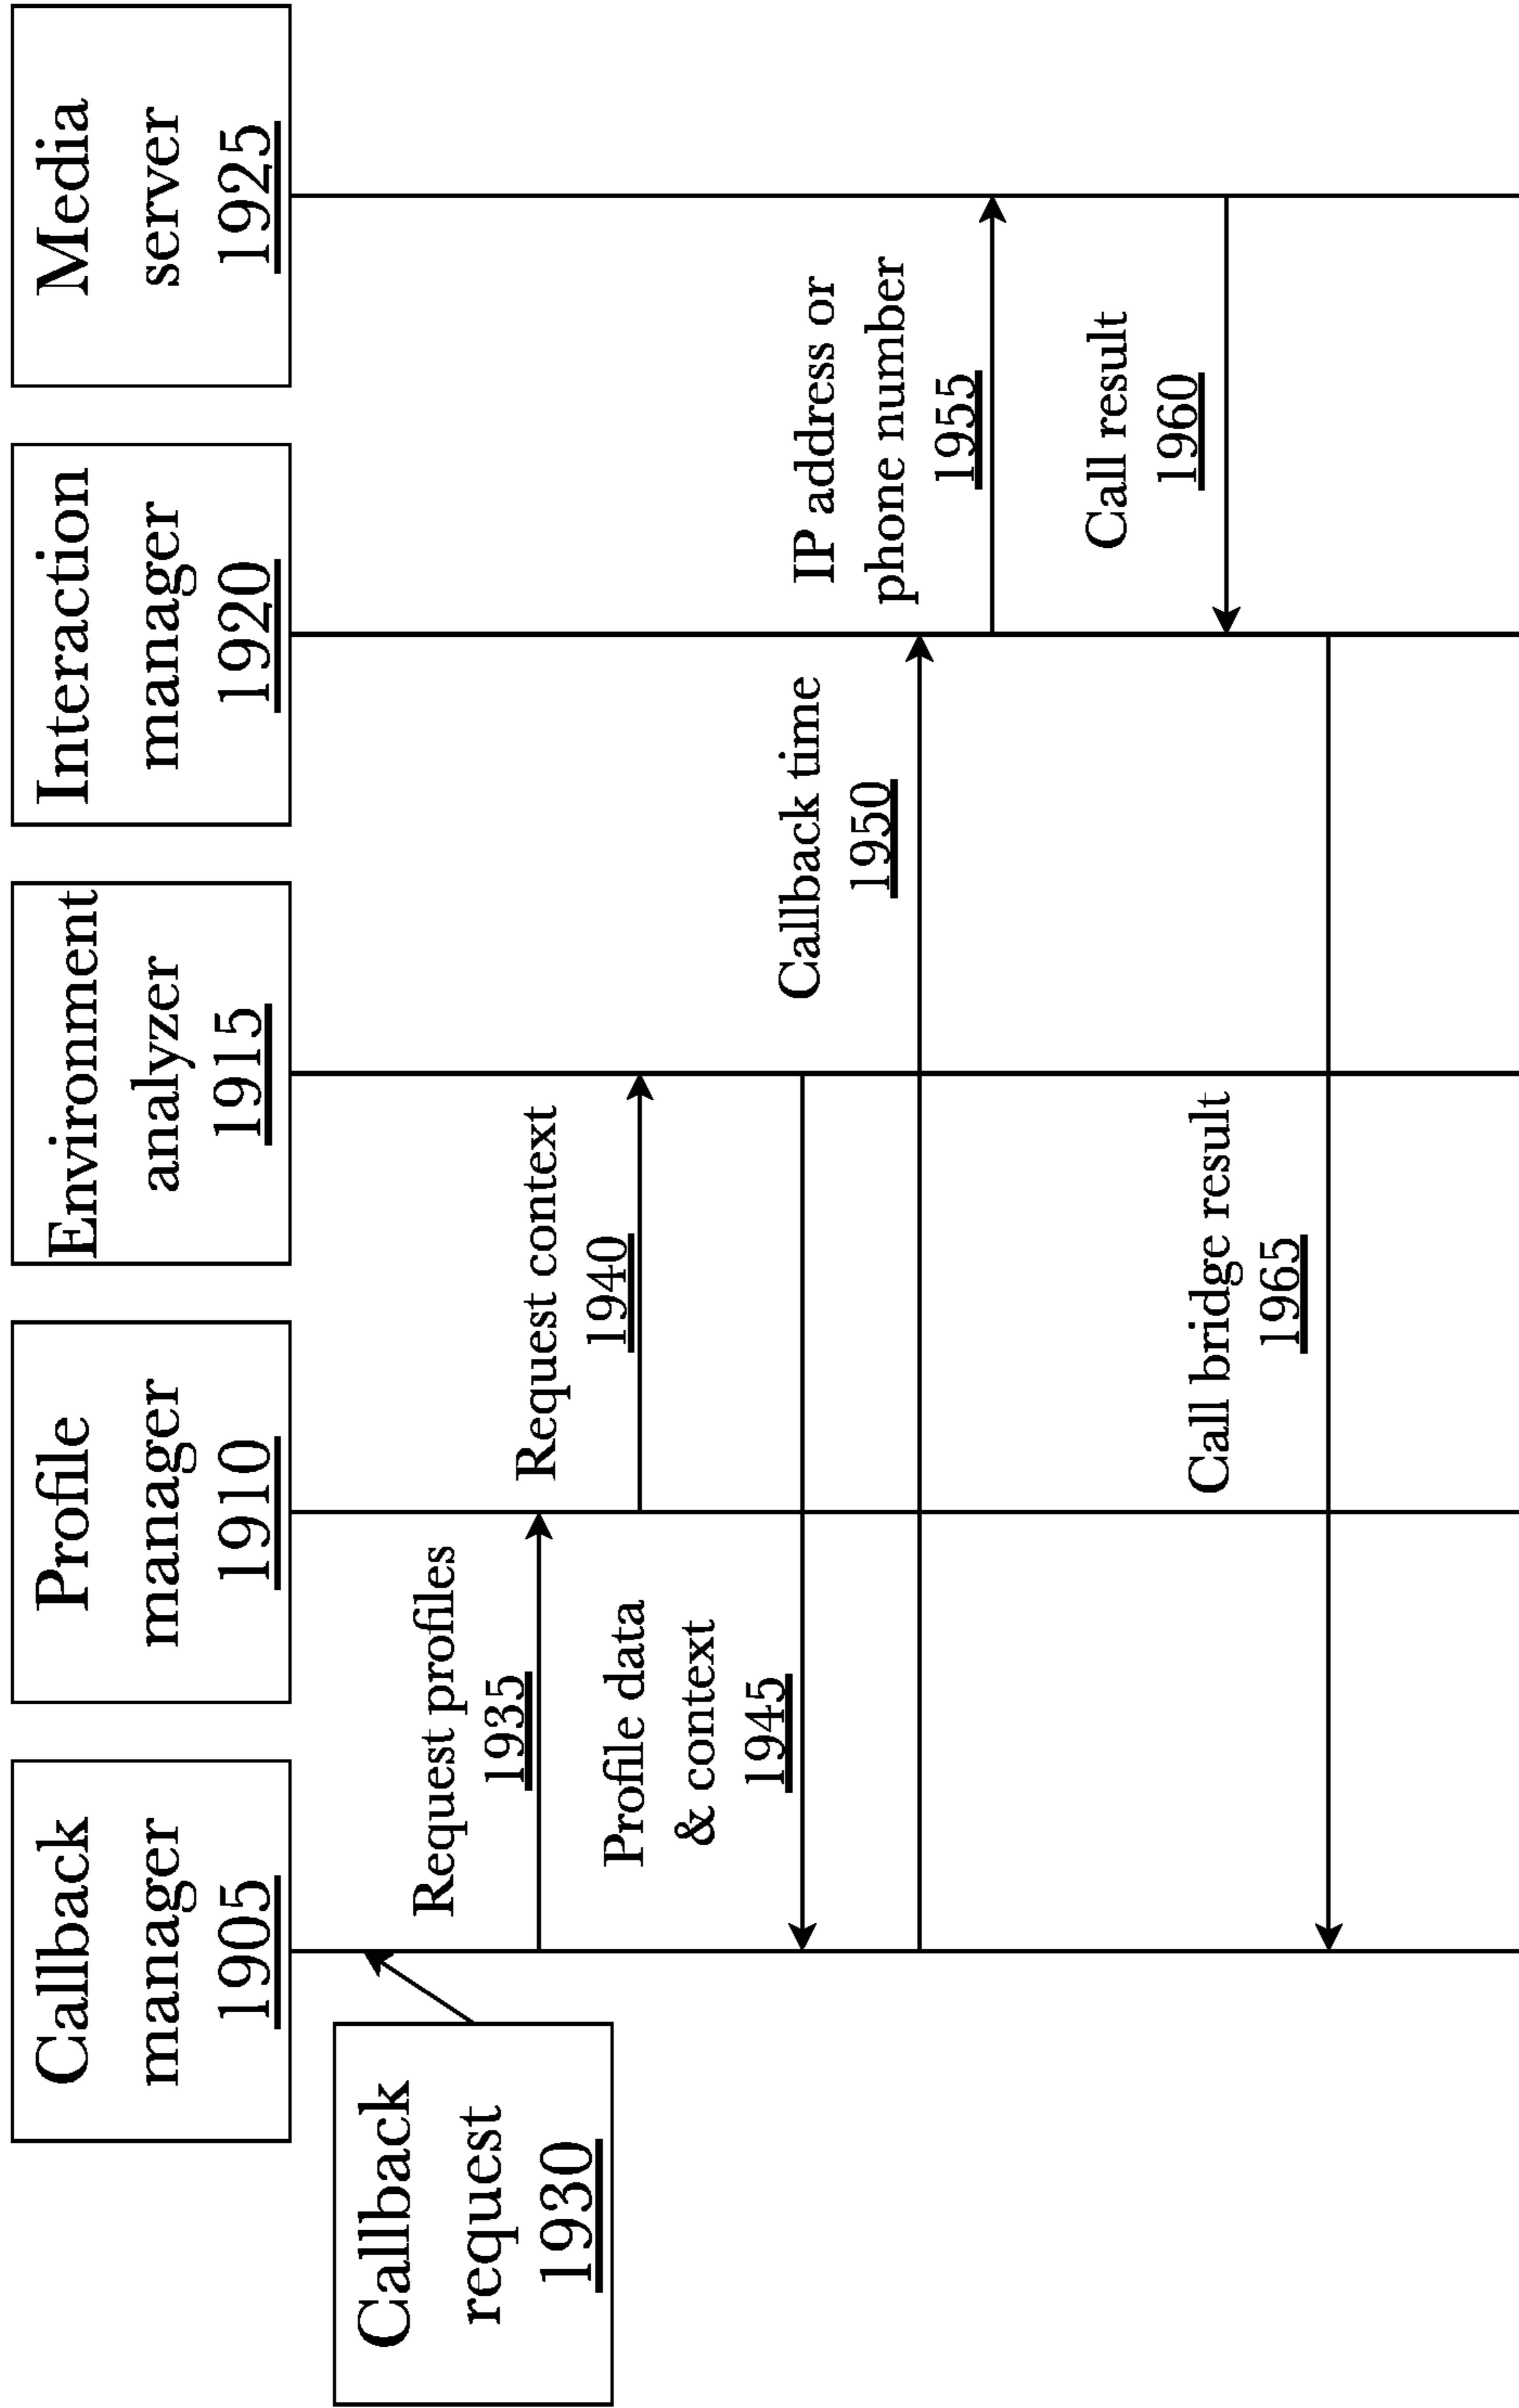 Callback
manager
1905
Profile
manager
1910
Environment
analyzer
1915
Interaction
manager
1920
Media
server
1925
Callback
request
1930
Request profiles
1935
Request context
1940
Profile data
& context
1945
Callback time
1950
IP address or
phone number
1955
Call result
1960
Call bridge result
1965